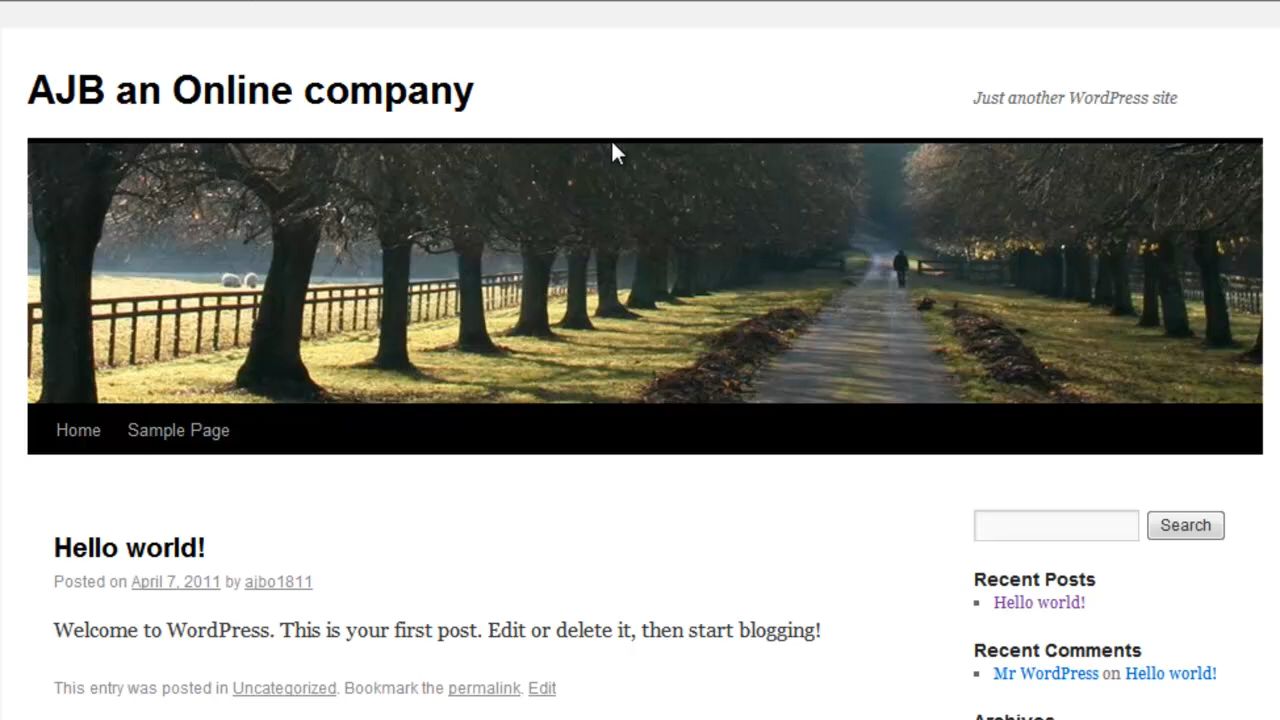 AJB an Online company
Just another WordPress site
Home Sample Page
Hello world!
Posted on April 7, 2011 by ajbo1811
Welcome to WordPress. This is your first post. Edit or delete it, then start blogging!
This entry was posted in Uncategorized. Bookmark the permalink. Edit
Search
Recent Posts
Hello world!
Recent Comments
Mr WordPress on Hello world!
Archives